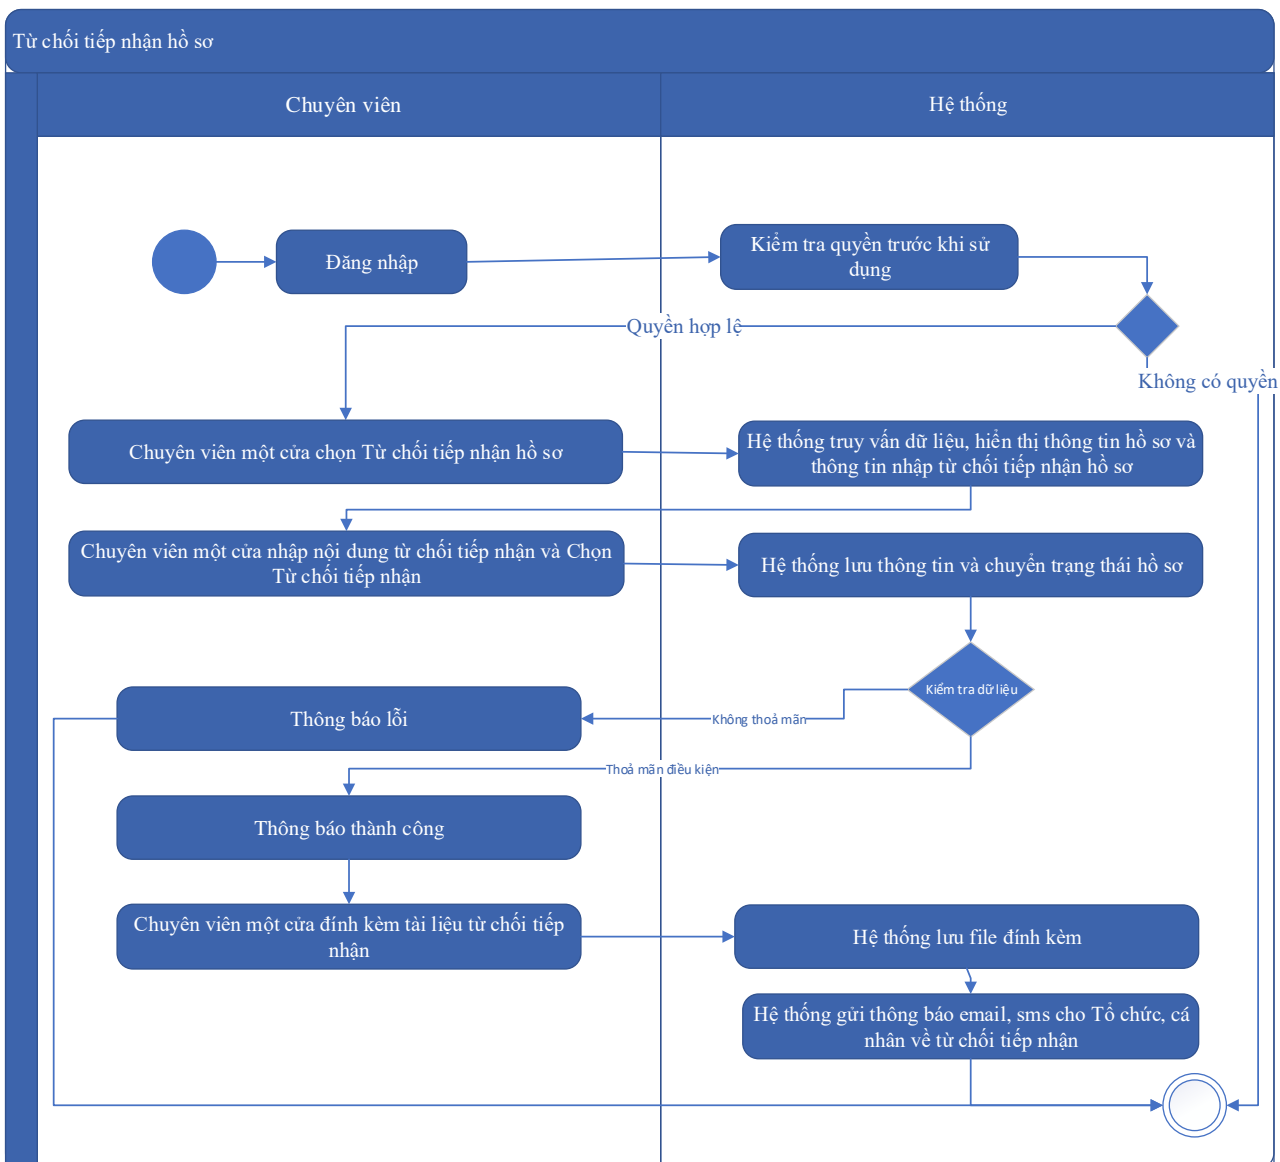 Từ chối tiếp nhận hồ sơ
Chuyên viên
Hệ thống
Đăng nhập
Kiểm tra quyền trước khi sử
dụng
Quyền hợp lệ
Không có quyền
Chuyên viên một cửa chọn Từ chối tiếp nhận hồ sơ
Hệ thống truy vấn dữ liệu, hiển thị thông tin hồ sơ và
thông tin nhập từ chối tiếp nhận hồ sơ
Chuyên viên một cửa nhập nội dung từ chối tiếp nhận và Chọn
Từ chối tiếp nhận
Hệ thống lưu thông tin và chuyển trạng thái hồ sơ
Kiểm tra dữ liệu
Thông báo lỗi
Không thoả mãn
Thoả mãn điều kiện
Thông báo thành công
Chuyên viên một cửa đính kèm tài liệu từ chối tiếp
nhận
Hệ thống lưu file đính kèm
Hệ thống gửi thông báo email, sms cho Tổ chức, cá
nhân về từ chối tiếp nhận